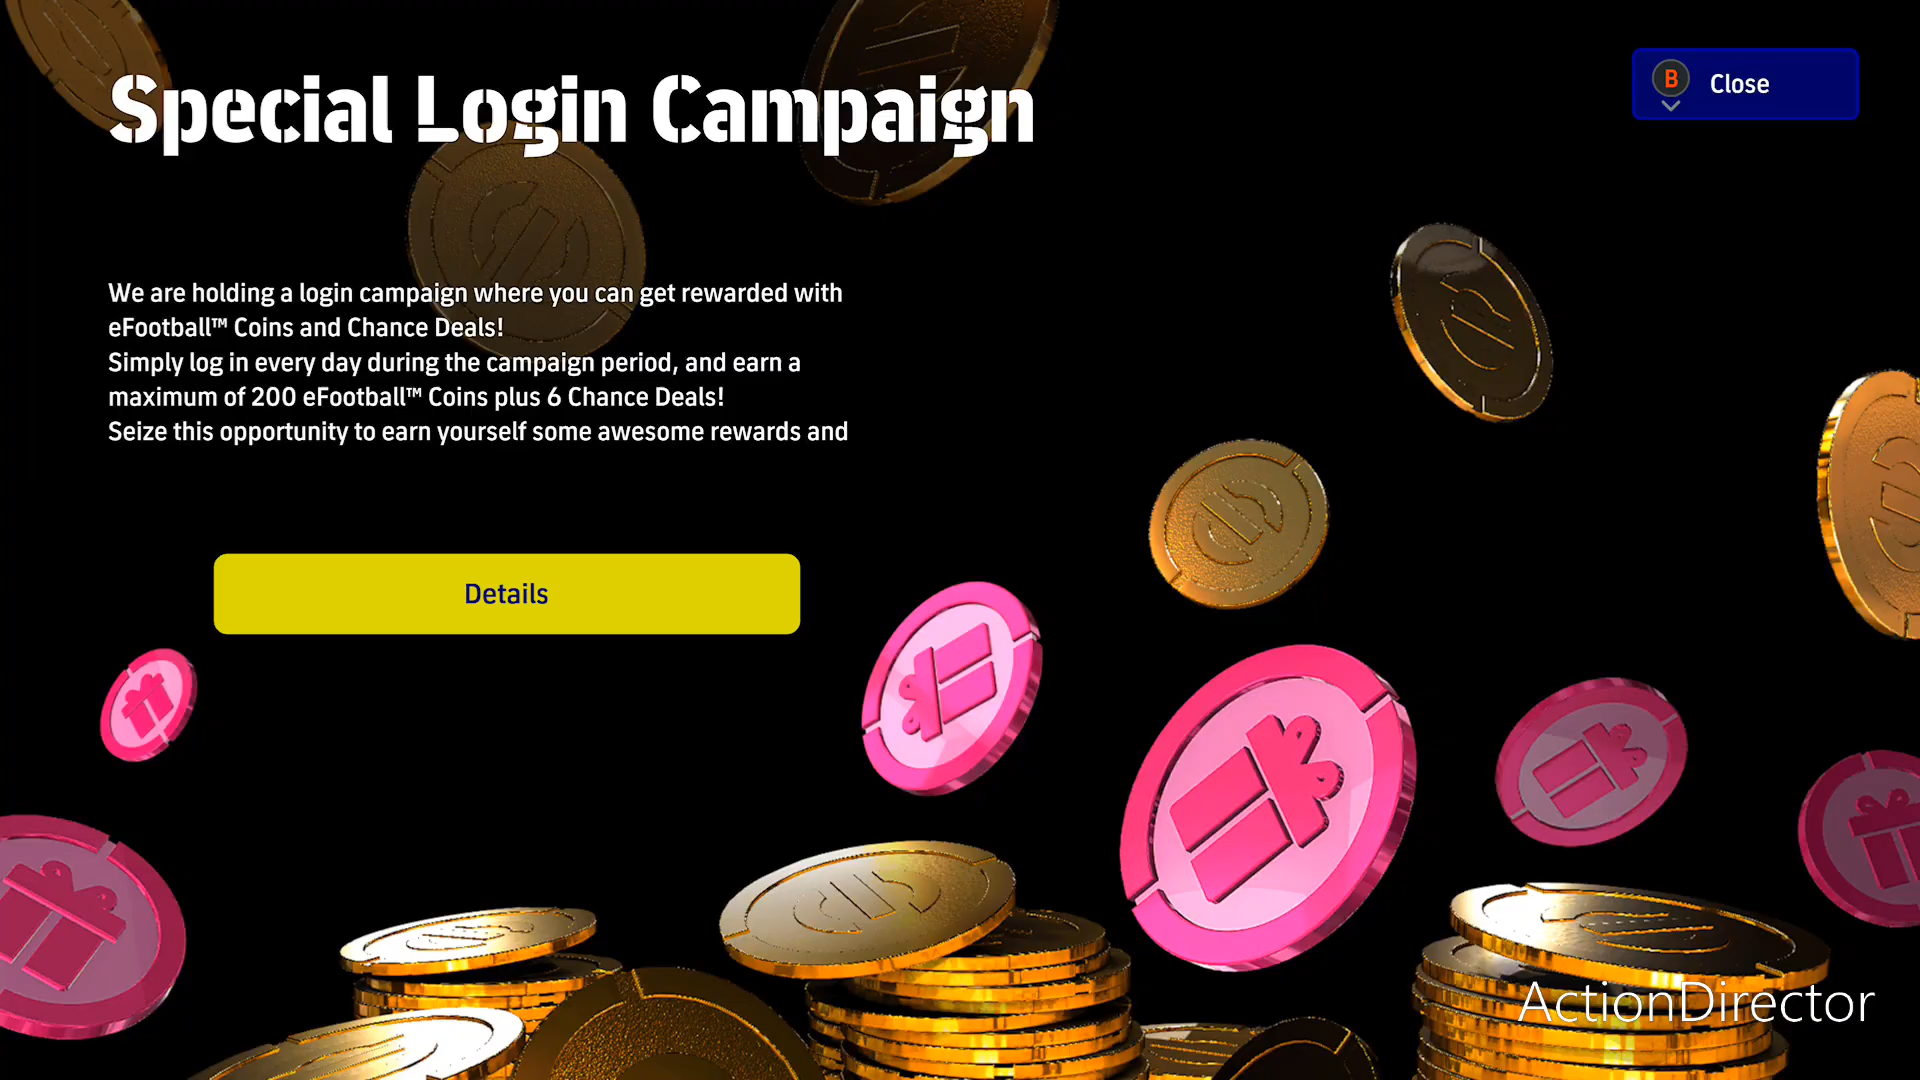 Special Login Campaign
B Close
We are holding a login campaign where you can get rewarded with
eFootball™ Coins and Chance Deals!
Simply log in every day during the campaign period, and earn a
maximum of 200 eFootball™ Coins plus 6 Chance Deals!
Seize this opportunity to earn yourself some awesome rewards and
Details
ActionDirector